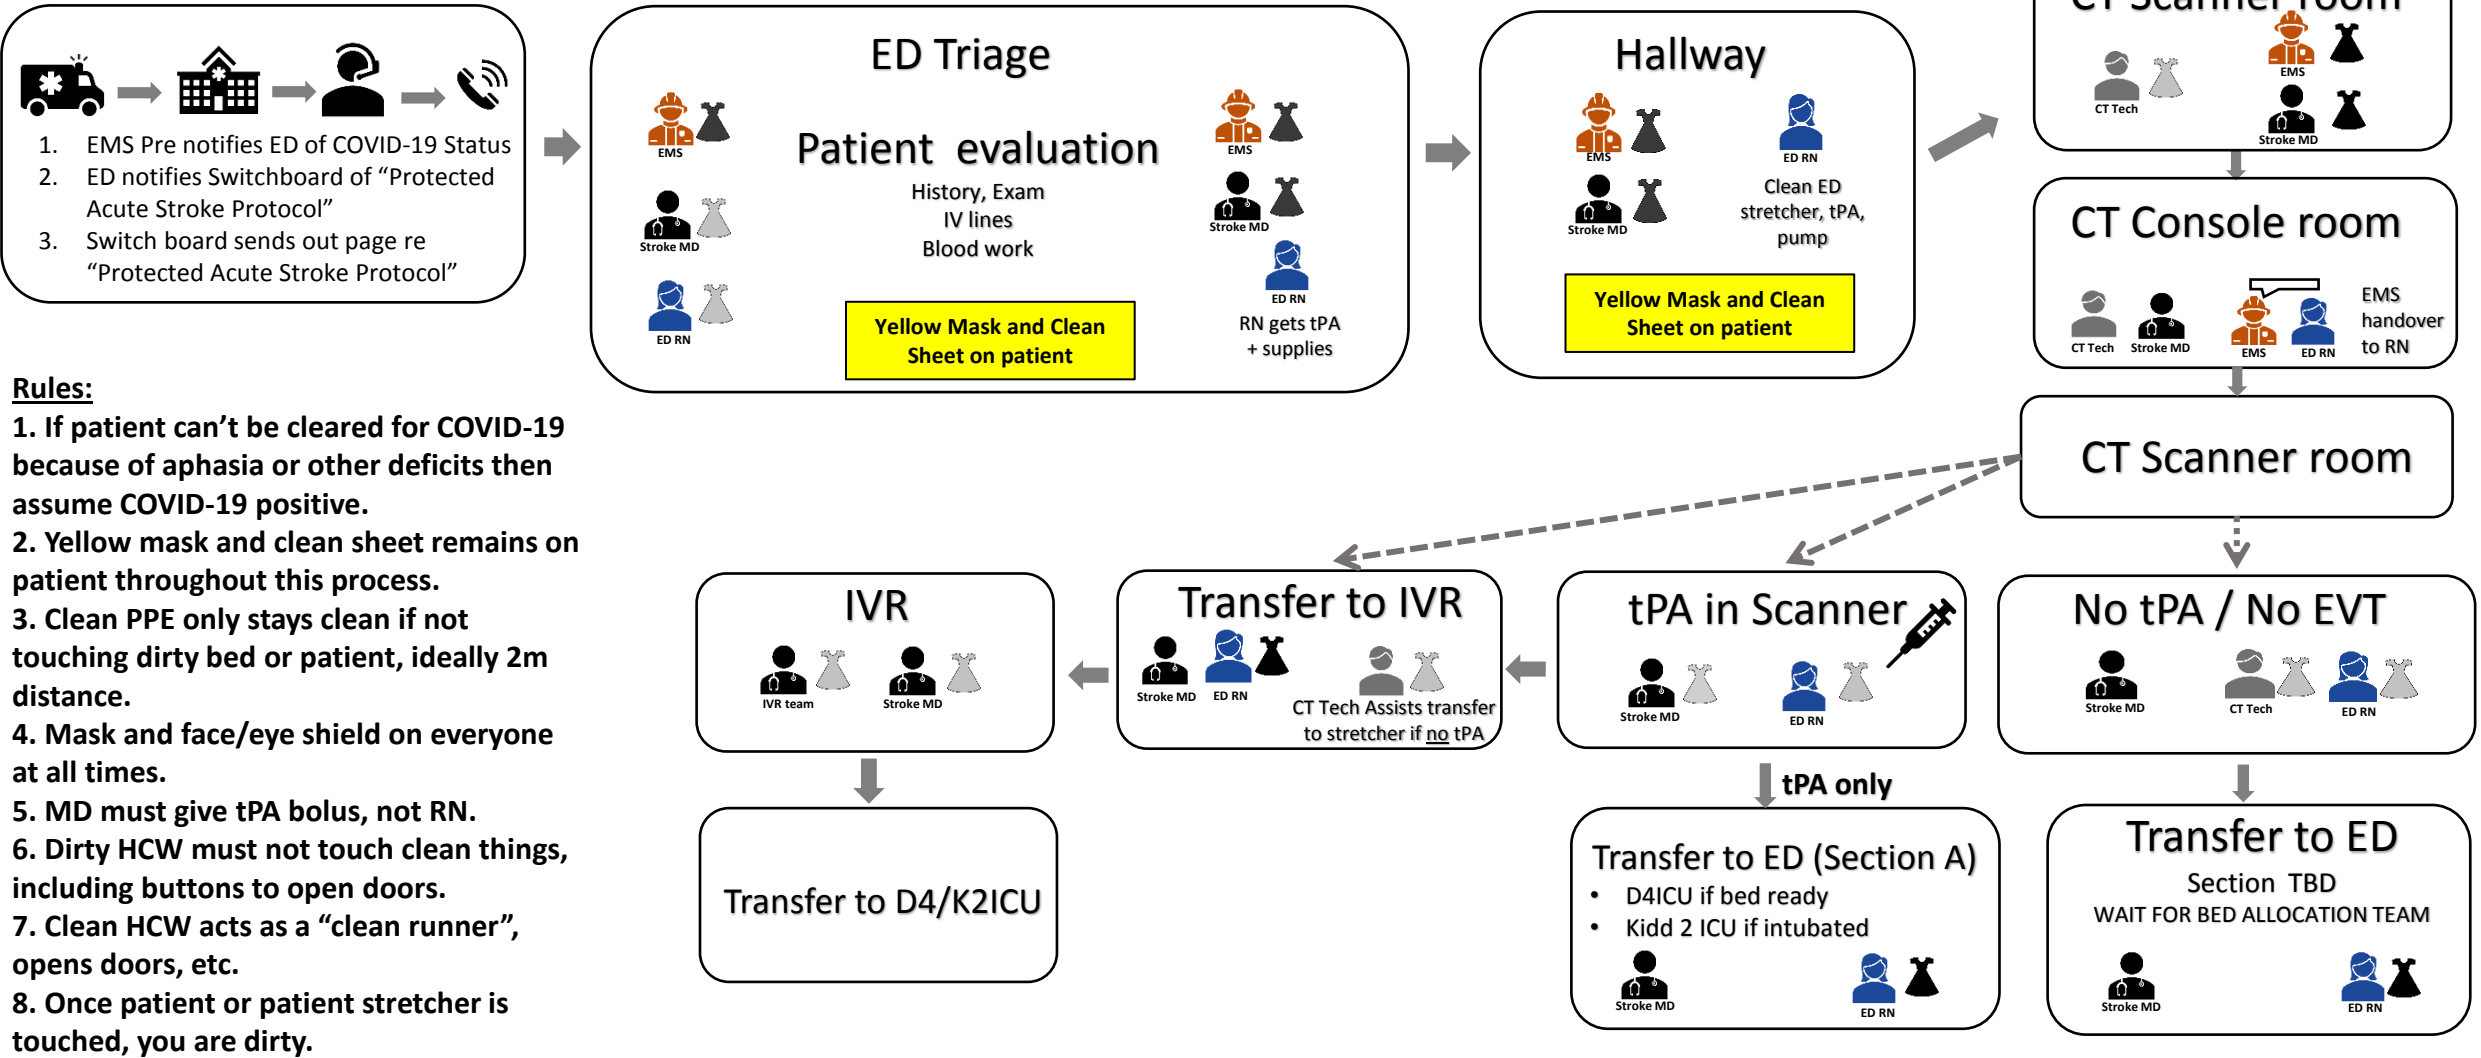 1. EMS Pre notifies ED of COVID-19 Status
2. ED notifies Switchboard of “Protected
Acute Stroke Protocol”
3. Switch board sends out page re
“Protected Acute Stroke Protocol”
ED Triage
EMS
Stroke MD
ED RN
Patient evaluation
History, Exam
IV lines
Blood work
Yellow Mask and Clean
Sheet on patient
EMS
Stroke MD
ED RN
RN gets tPA
+ supplies
Hallway
EMS
Stroke MD
ED RN
Clean ED
stretcher, tPA,
pump
Yellow Mask and Clean
Sheet on patient
CT Scanner room
CT Tech
EMS
Stroke MD
CT Console room
CT Tech
Stroke MD
EMS
ED RN
EMS
handover
to RN
CT Scanner room
Rules:
1. If patient can’t be cleared for COVID-19
because of aphasia or other deficits then
assume COVID-19 positive.
2. Yellow mask and clean sheet remains on
patient throughout this process.
3. Clean PPE only stays clean if not
touching dirty bed or patient, ideally 2m
distance.
4. Mask and face/eye shield on everyone
at all times.
5. MD must give tPA bolus, not RN.
6. Dirty HCW must not touch clean things,
including buttons to open doors.
7. Clean HCW acts as a “clean runner”,
opens doors, etc.
8. Once patient or patient stretcher is
touched, you are dirty.
IVR
IVR team
Stroke MD
Transfer to IVR
Stroke MD
ED RN
CT Tech Assists transfer
to stretcher if no tPA
tPA in Scanner
Stroke MD
ED RN
No tPA / No EVT
Stroke MD
CT Tech
ED RN
tPA only
Transfer to D4/K2ICU
Transfer to ED (Section A)
• D4ICU if bed ready
• Kidd 2 ICU if intubated
Stroke MD
ED RN
Transfer to ED
Section TBD
WAIT FOR BED ALLOCATION TEAM
Stroke MD
ED RN